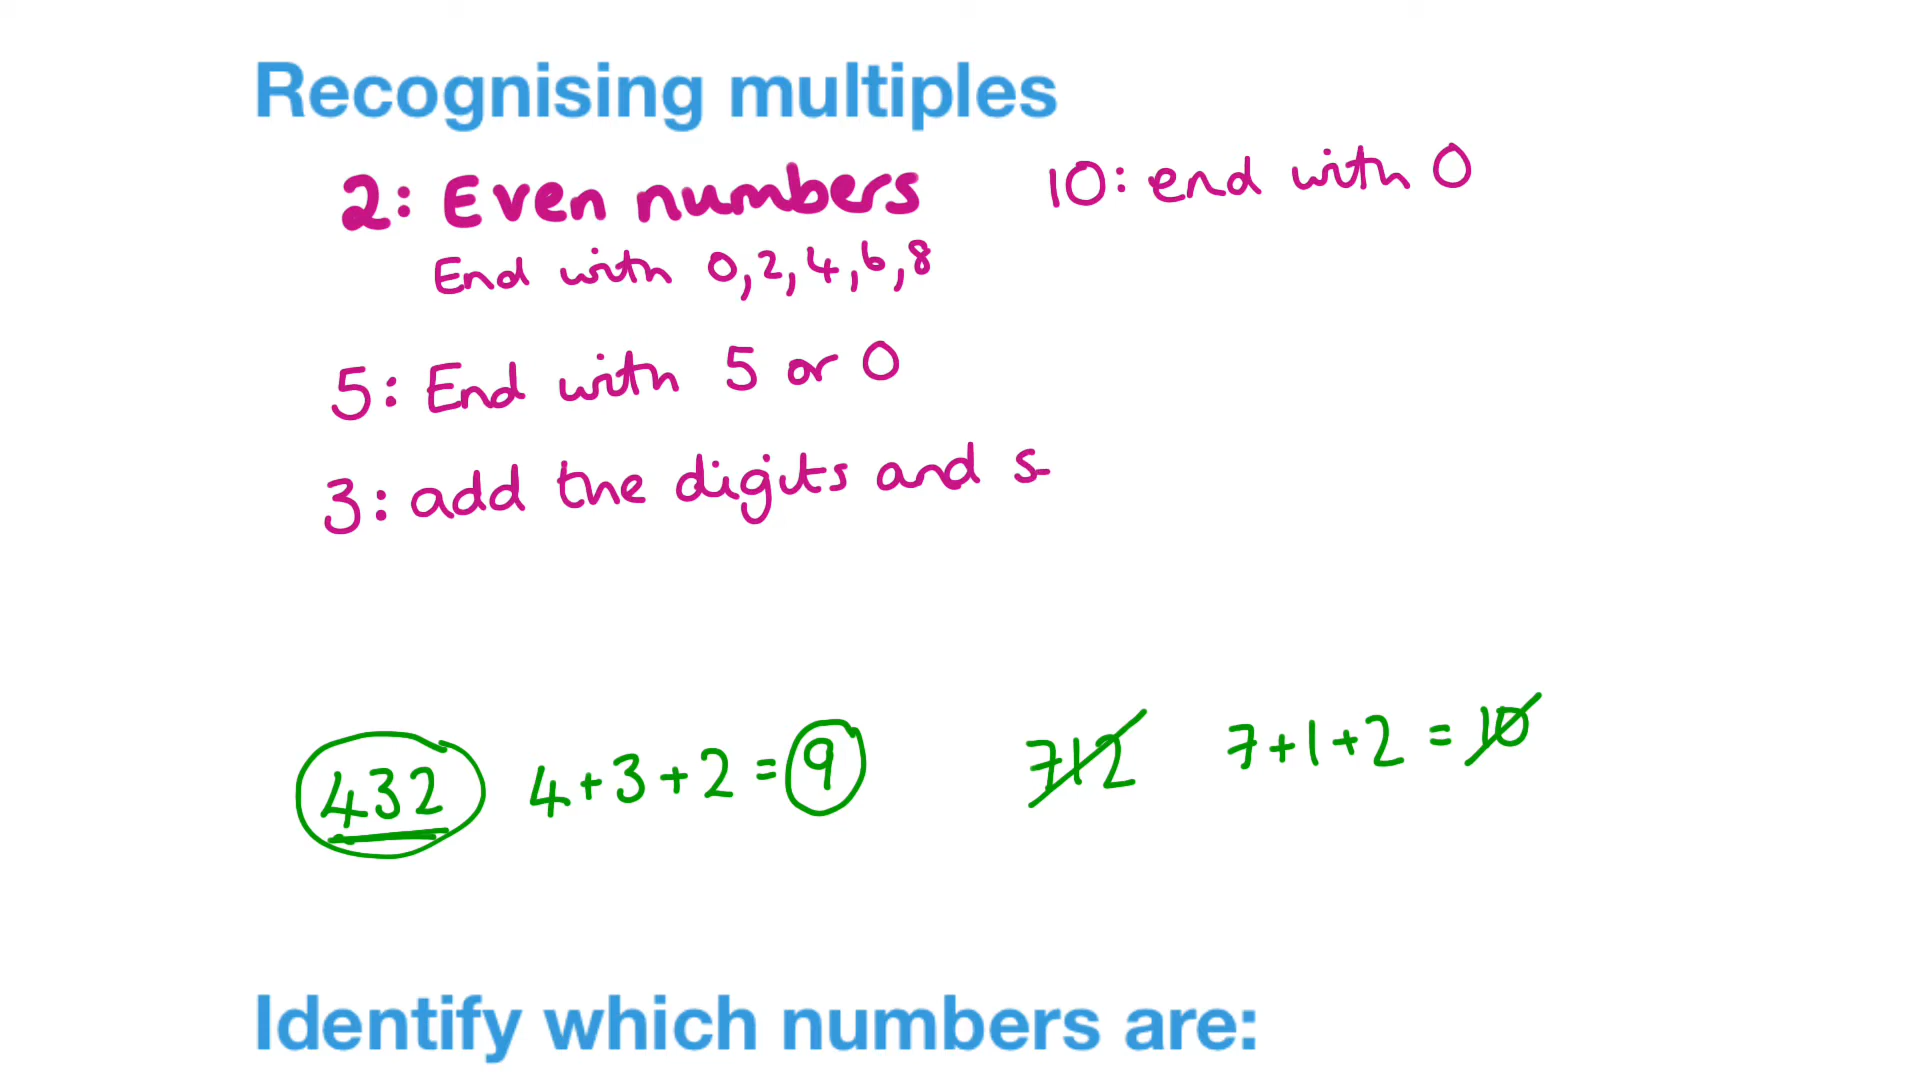 Recognising multiples
2: Even numbers
10: end with 0
End with 0,2,4,6,8
5: End with 5 or 0
3: add the digits and s
432 4+3+2=9
712 7+1+2=10
Identify which numbers are: